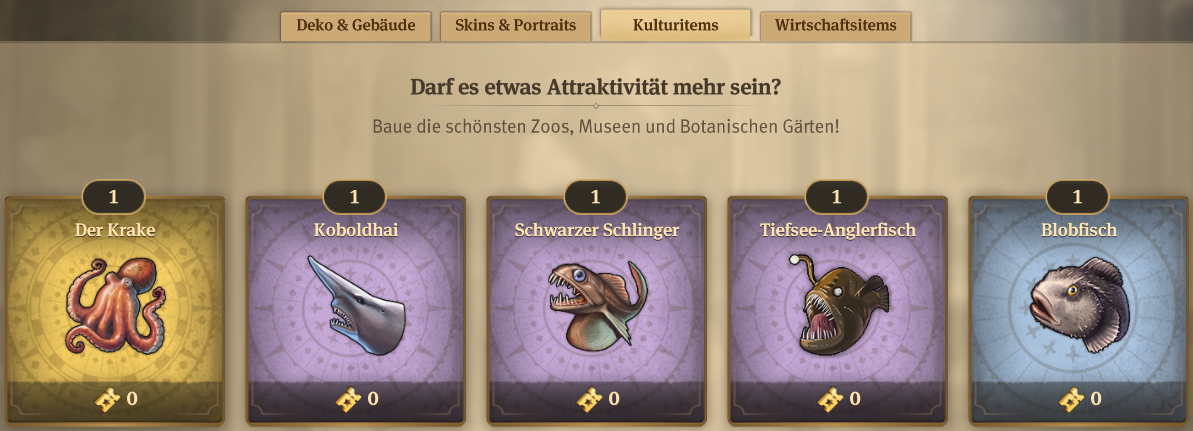 Deko & Gebäude
Skins & Portraits
Kulturitems
Wirtschaftsitems
Darf es etwas Attraktivität mehr sein?
Baue die schönsten Zoos, Museen und Botanischen Gärten!
1
Der Krake
0
1
Koboldhai
0
1
Schwarzer Schlinger
0
1
Tiefsee-Anglerfisch
0
1
Blobfisch
0